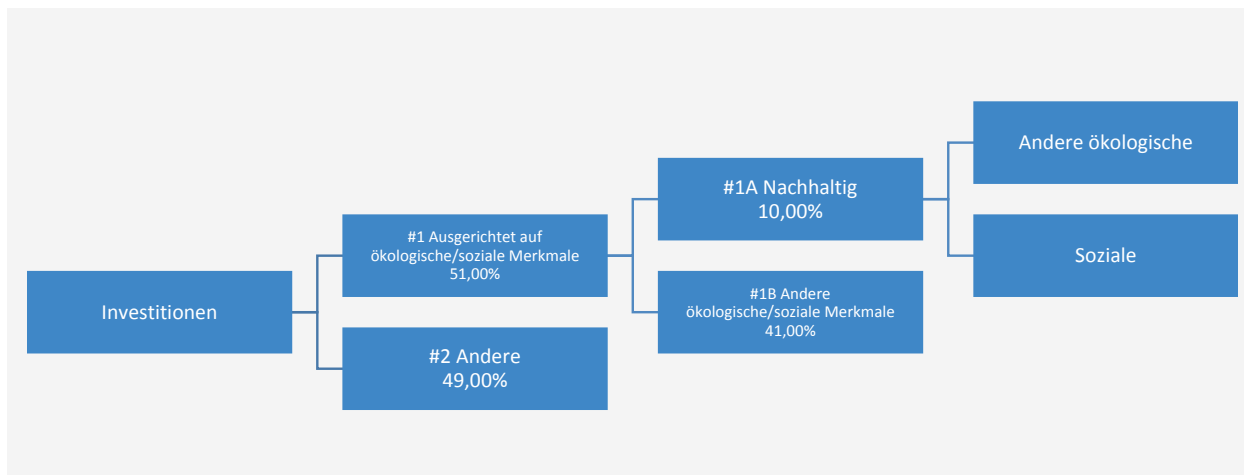 Investitionen
#1 Ausgerichtet auf
ökologische/soziale Merkmale
51,00%
#2 Andere
49,00%
#1A Nachhaltig
10,00%
#1B Andere
ökologische/soziale Merkmale
41,00%
Andere ökologische
Soziale